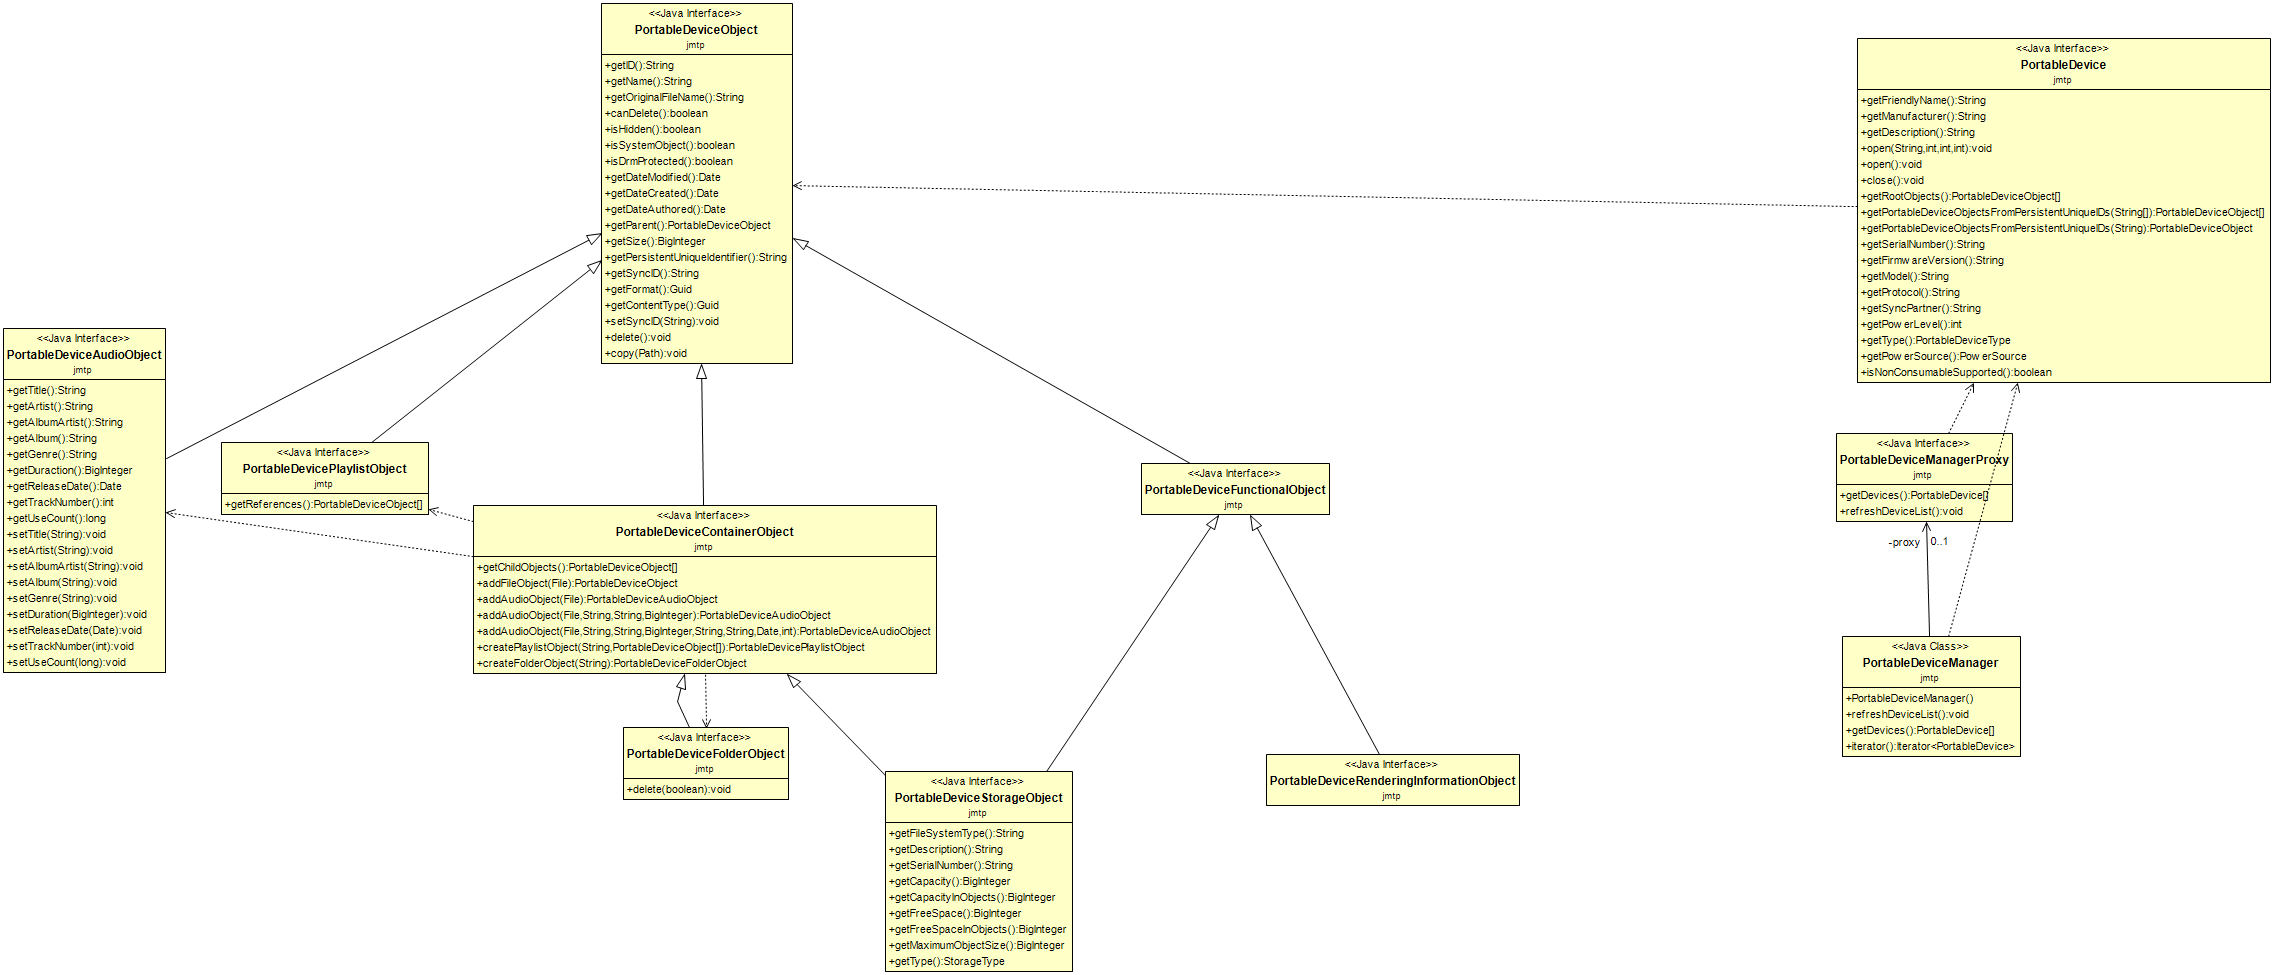 <<Java Interface>>
PortableDeviceObject
jmtp
+getID():String
+getName():String
+getOriginalFileName():String
+canDelete():boolean
+isHidden():boolean
+isSystemObject():boolean
+isDrmProtected():boolean
+getDateModified():Date
+getDateCreated():Date
+getDateAuthored():Date
+getParent():PortableDeviceObject
+getSize():BigInteger
+getPersistentUniqueIdentifier():String
+getSyncID():String
+getFormat():Guid
+getContentType():Guid
+setSyncID(String):void
+delete():void
+copy(Path):void
<<Java Interface>>
PortableDevice
jmtp
+getFriendlyName():String
+getManufacturer():String
+getDescription():String
+open(String,int,int,int):void
+open():void
+close():void
+getRootObjects():PortableDeviceObject[]
+getPortableDeviceObjectsFromPersistentUniqueIDs(String[]):PortableDeviceObject[]
+getPortableDeviceObjectsFromPersistentUniqueIDs(String):PortableDeviceObject
+getSerialNumber():String
+getFirmwareVersion():String
+getModel():String
+getProtocol():String
+getSyncPartner():String
+getPowerLevel():int
+getType():PortableDeviceType
+getPowerSource():PowerSource
+isNonConsumableSupported():boolean
<<Java Interface>>
PortableDeviceAudioObject
jmtp
+getTitle():String
+getArtist():String
+getAlbumArtist():String
+getAlbum():String
+getGenre():String
+getDuraction():BigInteger
+getReleaseDate():Date
+getTrackNumber():int
+getUseCount():long
+setTitle(String):void
+setArtist(String):void
+setAlbumArtist(String):void
+setAlbum(String):void
+setGenre(String):void
+setDuration(BigInteger):void
+setReleaseDate(Date):void
+setTrackNumber(int):void
+setUseCount(long):void
<<Java Interface>>
PortableDevicePlaylistObject
jmtp
+getReferences():PortableDeviceObject[]
<<Java Interface>>
PortableDeviceContainerObject
jmtp
+getChildObjects():PortableDeviceObject[]
+addFileObject(File):PortableDeviceObject
+addAudioObject(File):PortableDeviceAudioObject
+addAudioObject(File,String,String,BigInteger):PortableDeviceAudioObject
+addAudioObject(File,String,String,BigInteger,String,String,Date,int):PortableDeviceAudioObject
+createPlaylistObject(String,PortableDeviceObject[]):PortableDevicePlaylistObject
+createFolderObject(String):PortableDeviceFolderObject
<<Java Interface>>
PortableDeviceFunctionalObject
jmtp
<<Java Interface>>
PortableDeviceManagerProxy
jmtp
+getDevices():PortableDevice[]
+refreshDeviceList():void
-proxy 0..1
<<Java Class>>
PortableDeviceManager
jmtp
+PortableDeviceManager()
+refreshDeviceList():void
+getDevices():PortableDevice[]
+iterator():Iterator<PortableDevice>
<<Java Interface>>
PortableDeviceFolderObject
jmtp
+delete(boolean):void
<<Java Interface>>
PortableDeviceStorageObject
jmtp
+getFileSystemType():String
+getDescription():String
+getSerialNumber():String
+getCapacity():BigInteger
+getCapacityInObjects():BigInteger
+getFreeSpace():BigInteger
+getFreeSpaceInObjects():BigInteger
+getMaximumObjectSize():BigInteger
+getType():StorageType
<<Java Interface>>
PortableDeviceRenderingInformationObject
jmtp